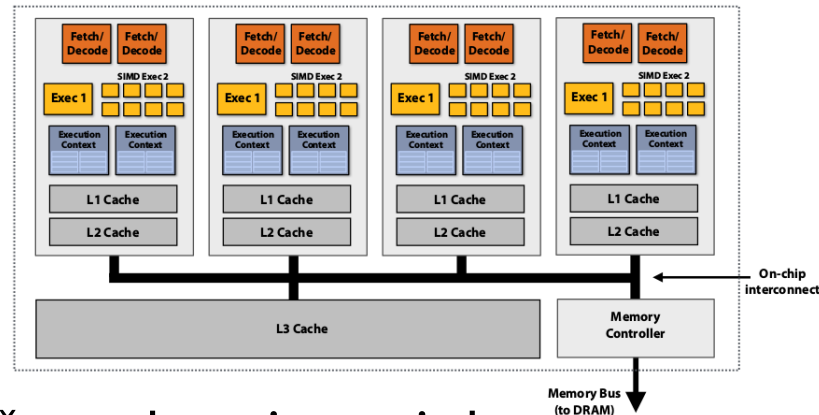 Fetch/
Decode
Fetch/
Decode
SIMD Exec 2
Exec 1
Execution
Context
Execution
Context
L1 Cache
L2 Cache
Fetch/
Decode
Fetch/
Decode
SIMD Exec 2
Exec 1
Execution
Context
Execution
Context
L1 Cache
L2 Cache
Fetch/
Decode
Fetch/
Decode
SIMD Exec 2
Exec 1
Execution
Context
Execution
Context
L1 Cache
L2 Cache
Fetch/
Decode
Fetch/
Decode
SIMD Exec 2
Exec 1
Execution
Context
Execution
Context
L1 Cache
L2 Cache
On-chip
interconnect
L3 Cache
Memory
Controller
Memory Bus
(to DRAM)